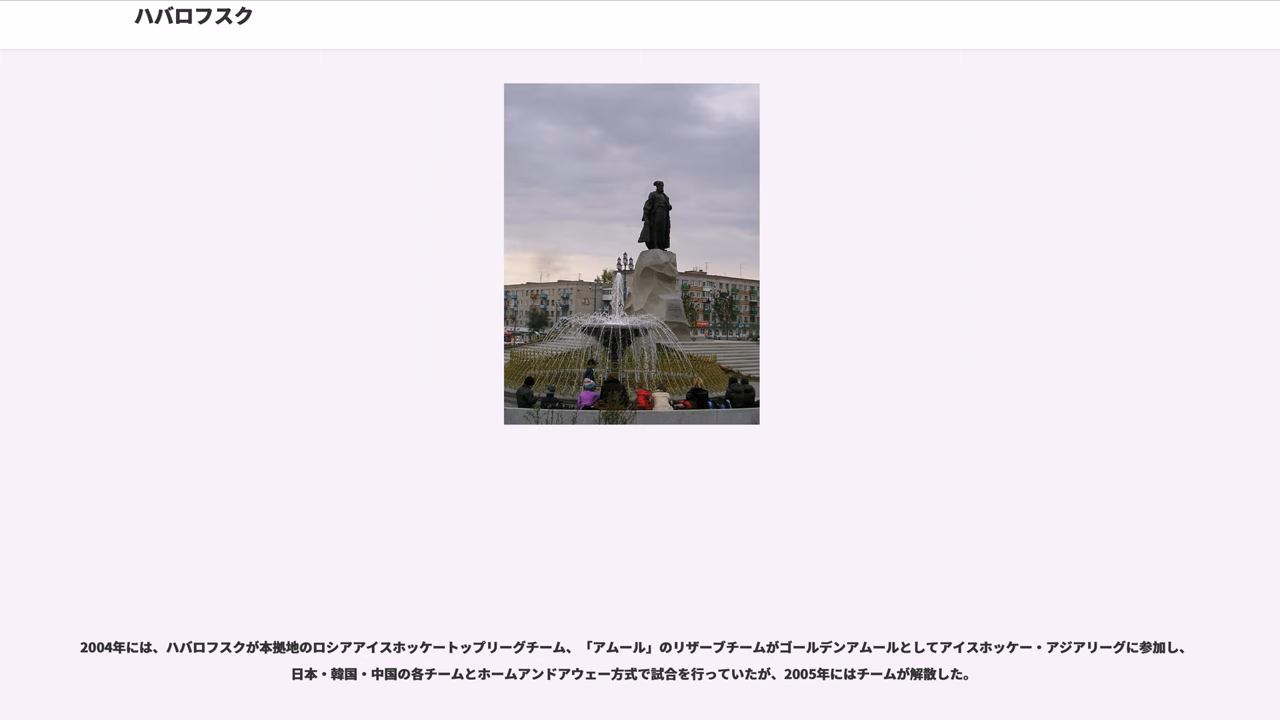 ハバロフスク
2004年には、ハバロフスクが本拠地のロシアアイスホッケートップリーグチーム、「アムール」のリザーブチームがゴールデンアムールとしてアイスホッケー・アジアリーグに参加し、
日本・韓国・中国の各チームとホームアンドアウェー方式で試合を行っていたが、2005年にはチームが解散した。